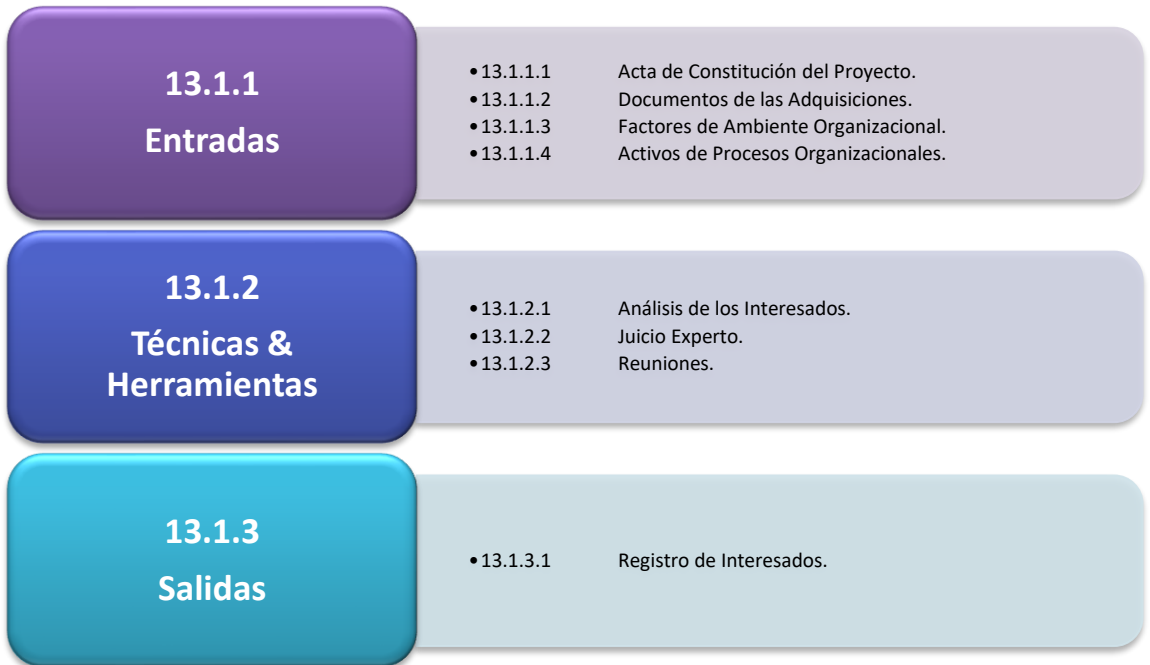 13.1.1
Entradas
•13.1.1.1 Acta de Constitución del Proyecto.
•13.1.1.2 Documentos de las Adquisiciones.
•13.1.1.3 Factores de Ambiente Organizacional.
•13.1.1.4 Activos de Procesos Organizacionales.
13.1.2
Técnicas &
Herramientas
•13.1.2.1 Análisis de los Interesados.
•13.1.2.2 Juicio Experto.
•13.1.2.3 Reuniones.
13.1.3
Salidas
•13.1.3.1 Registro de Interesados.